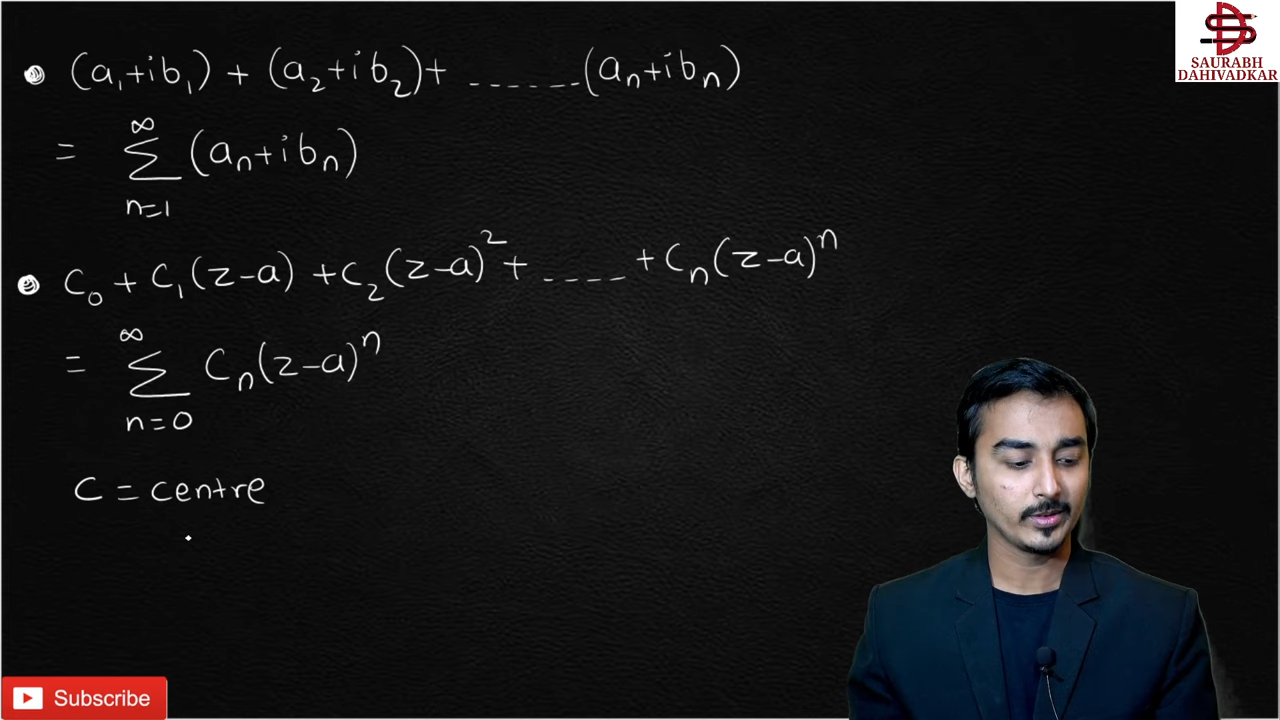 (a₁+ib₁) + (a₂+ib₂)+ ------(aₙ+ibₙ)
= ∞∑n=1 (aₙ+ibₙ)
C₀ + C₁(z-a) +C₂(z-a)²+ ---- +Cₙ(z-a)ⁿ
= ∞∑n=0 Cₙ(z-a)ⁿ
C = centre
SAURABH
DAHIVADKAR
Subscribe